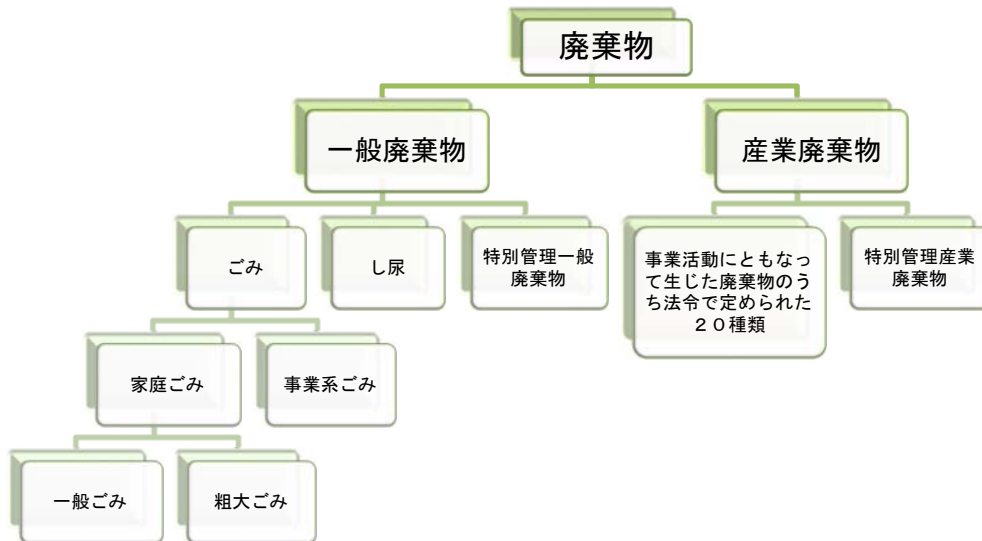 廃棄物
一般廃棄物
産業廃棄物
ごみ
し尿
特別管理一般
廃棄物
事業活動にともなっ
て生じた廃棄物のう
ち法令で定められた
２０種類
特別管理産業
廃棄物
家庭ごみ
事業系ごみ
一般ごみ
粗大ごみ